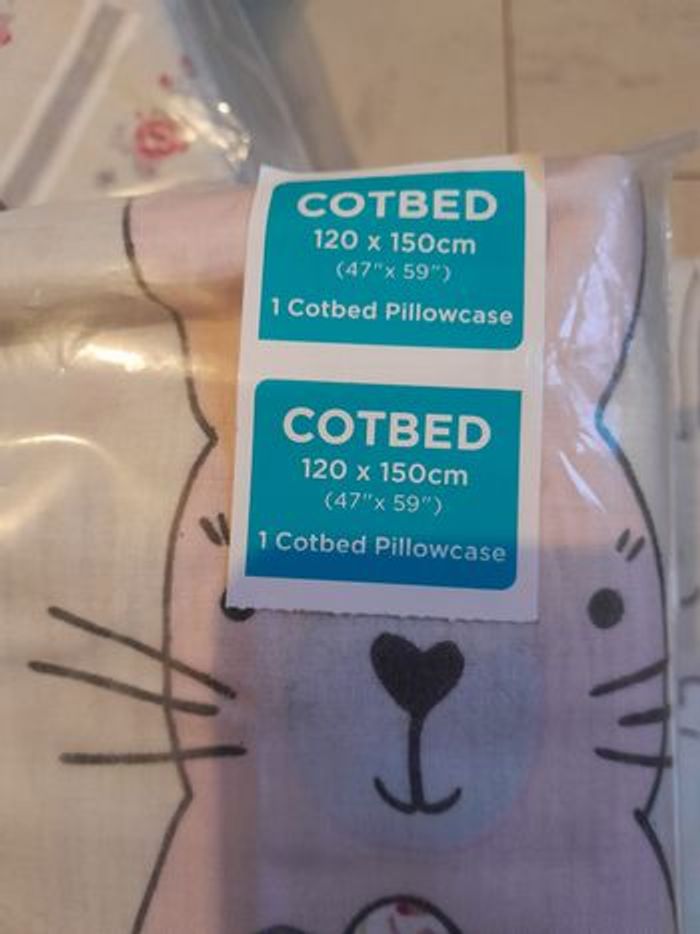 COTBED
120 x 150cm
(47"x 59")
1 Cotbed Pillowcase
COTBED
120 x 150cm
(47"x 59")
1 Cotbed Pillowcase